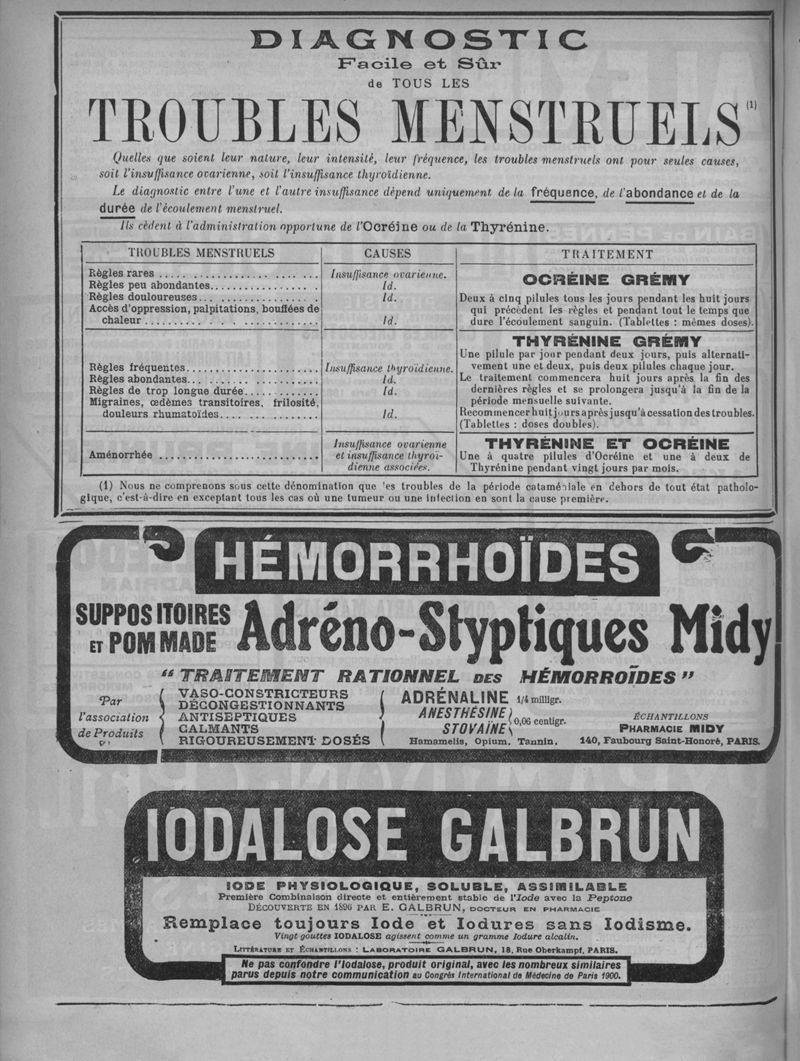 DIAGNOSTIC
Facile et Sûr
de TOUS LES
TROUBLES MENSTRUELS (1)
Quelles que soient leur nature, leur intensité, leur fréquence, les troubles menstruels ont pour seules causes,
soit l'insuffisance ovarienne, soit l'insuffisance thyroïdienne.
Le diagnostic entre l'une et l'autre insuffisance dépend uniquement de la fréquence, de l'abondance et de la
durée de l'écoulement menstruel.
Ils cèdent à l'administration opportune de l'Ocréine ou de la Thyrénine.
TROUBLES MENSTRUELS CAUSES TRAITEMENT
Règles rares Insuffisance ovarienne.
Règles peu abondantes Id.
Règles douloureuses Id.
Accès d'oppression, palpitations, bouffées de
chaleur Id.
OCRÉINE GRÉMY
Deux à cinq pilules tous les jours pendant les huit jours
qui précèdent les règles et pendant tout le temps que
dure l'écoulement sanguin. (Tablettes : mêmes doses).
Règles fréquentes Insuffisance thyroïdienne.
Règles abondantes Id.
Règles de trop longue durée Id.
Migraines, œdèmes transitoires, frilosité,
douleurs rhumatoïdes Id.
THYRÉNINE GRÉMY
Une pilule par jour pendant deux jours, puis alternati-
vement une et deux, puis deux pilules chaque jour.
Le traitement commencera huit jours après la fin des
dernières règles et se prolongera jusqu'à la fin de la
période mensuelle suivante.
Recommencer huit jours après jusqu'à cessation des troubles.
(Tablettes : doses doubles).
Aménorrhée
Insuffisance ovarienne
et insuffisance thyroï-
dienne associées.
THYRÉNINE ET OCRÉINE
Une à quatre pilules d'Ocréine et une à deux de
Thyrénine pendant vingt jours par mois.
(1) Nous ne comprenons sous cette dénomination que les troubles de la période cataméniale en dehors de tout état patholo-
gique, c'est-à-dire en exceptant tous les cas où une tumeur ou une infection en sont la cause première.
HÉMORRHOÏDES
SUPPOSITOIRES
ET POMMADE
Adréno-Styptiques Midy
"TRAITEMENT RATIONNEL DES HÉMORROÏDES"
Par
l'association
de Produits
VASO-CONSTRICTEURS
DÉCONGESTIONNANTS
ANTISEPTIQUES
CALMANTS
RIGOUREUSEMENT DOSÉS
ADRÉNALINE 1/4 milligr.
ANESTHÉSINE
STOVAÏNE 0,06 centigr.
Hamamelis, Opium, Tannin.
ÉCHANTILLONS
PHARMACIE MIDY
140, Faubourg Saint-Honoré, PARIS.
IODALOSE GALBRUN
IODE PHYSIOLOGIQUE, SOLUBLE, ASSIMILABLE
Première Combinaison directe et entièrement stable de l'Iode avec la Peptone
DÉCOUVERTE EN 1896 PAR E. GALBRUN, DOCTEUR EN PHARMACIE
Remplace toujours Iode et Iodures sans Iodisme.
Vingt gouttes IODALOSE agissent comme un gramme Iodure alcalin.
LITTÉRATURE ET ÉCHANTILLONS : LABORATOIRE GALBRUN, 18, Rue Oberkampf, PARIS.
Ne pas confondre l'Iodalose, produit original, avec les nombreux similaires
parus depuis notre communication au Congrès International de Médecine de Paris 1900.